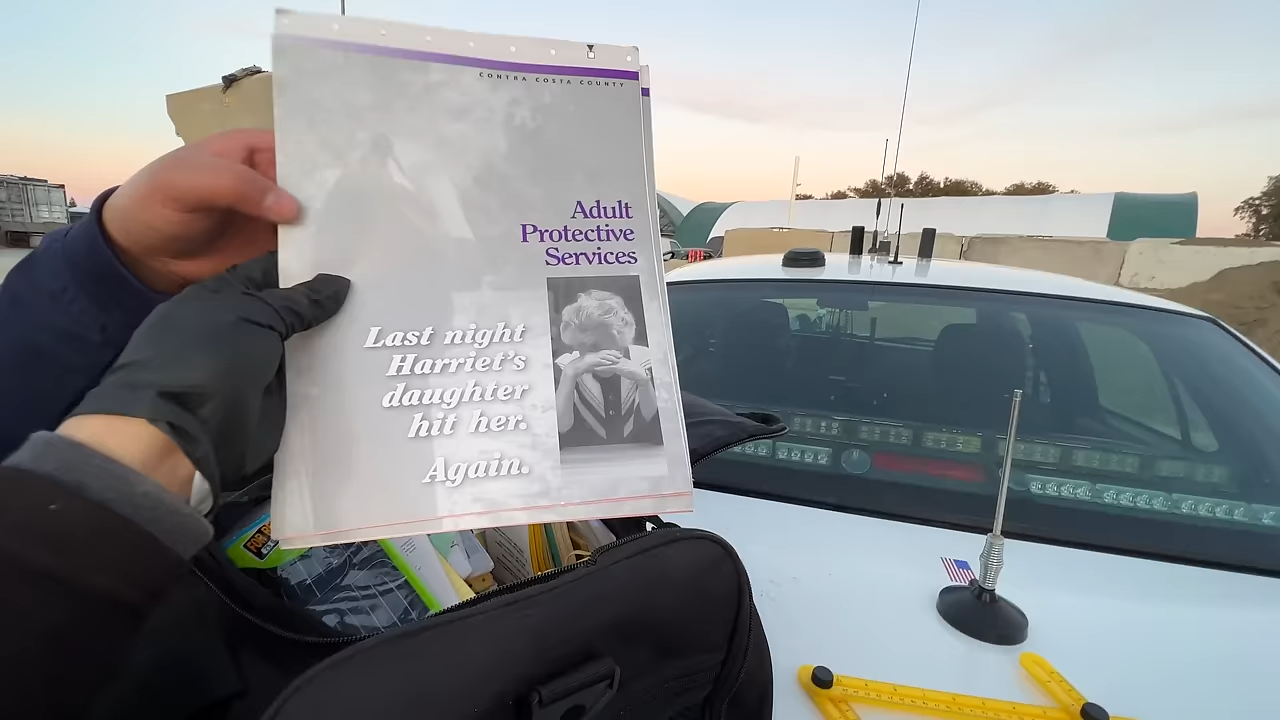 CONTRA COSTA COUNTY
Adult
Protective
Services
Last night
Harriet's
daughter
hit her.
Again.